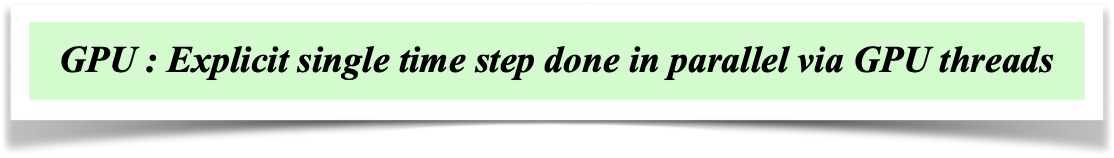 GPU : Explicit single time step done in parallel via GPU threads